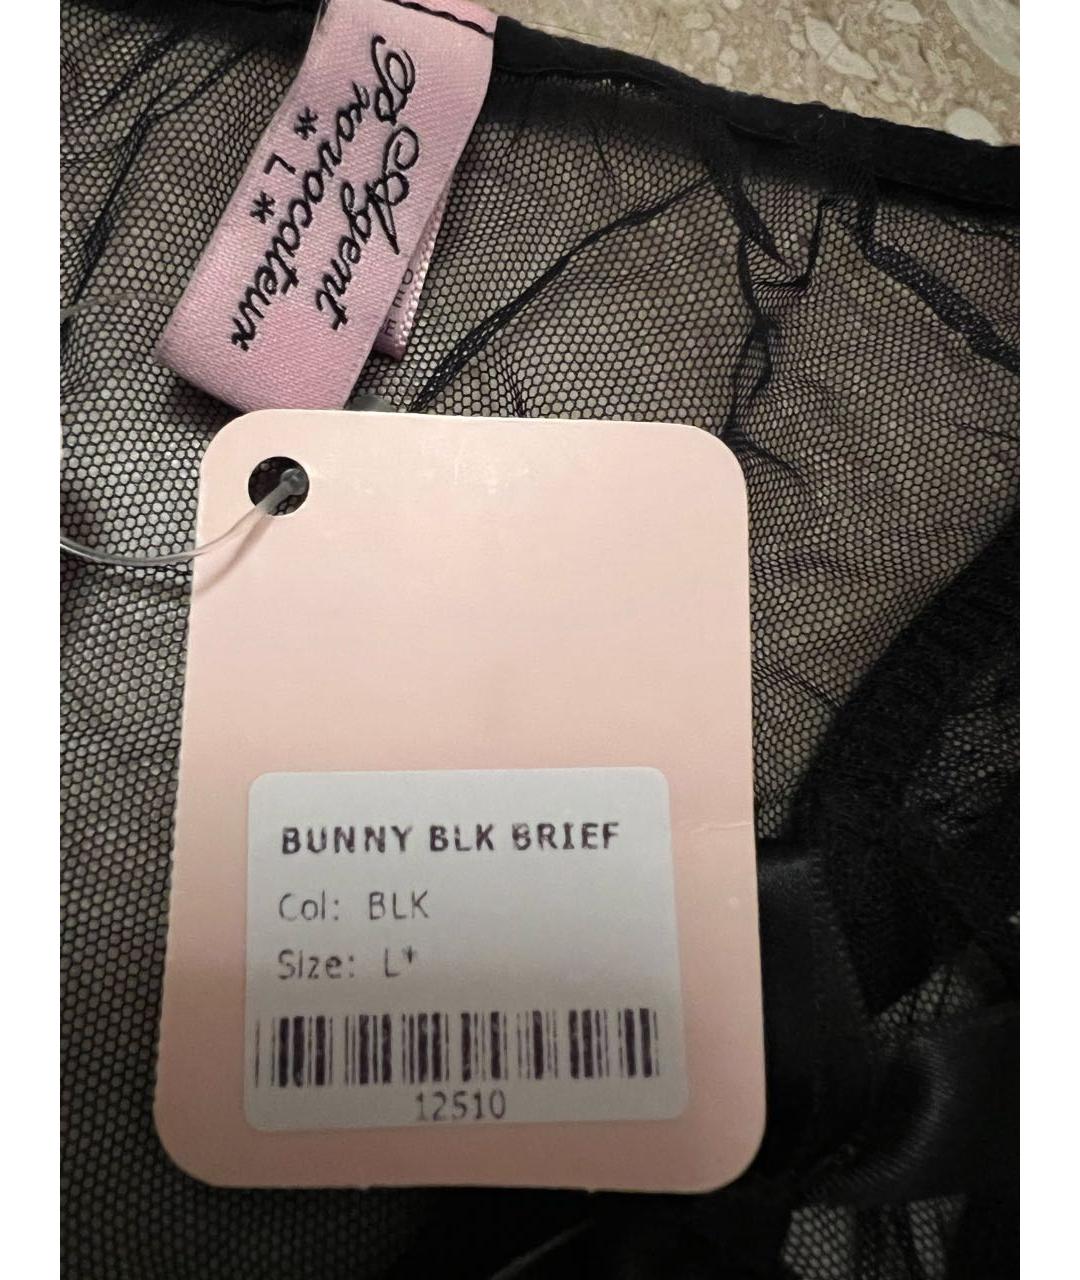 Agent
Provocateur
* L *
BUNNY BLK BRIEF
Col: BLK
Size: L*
12510